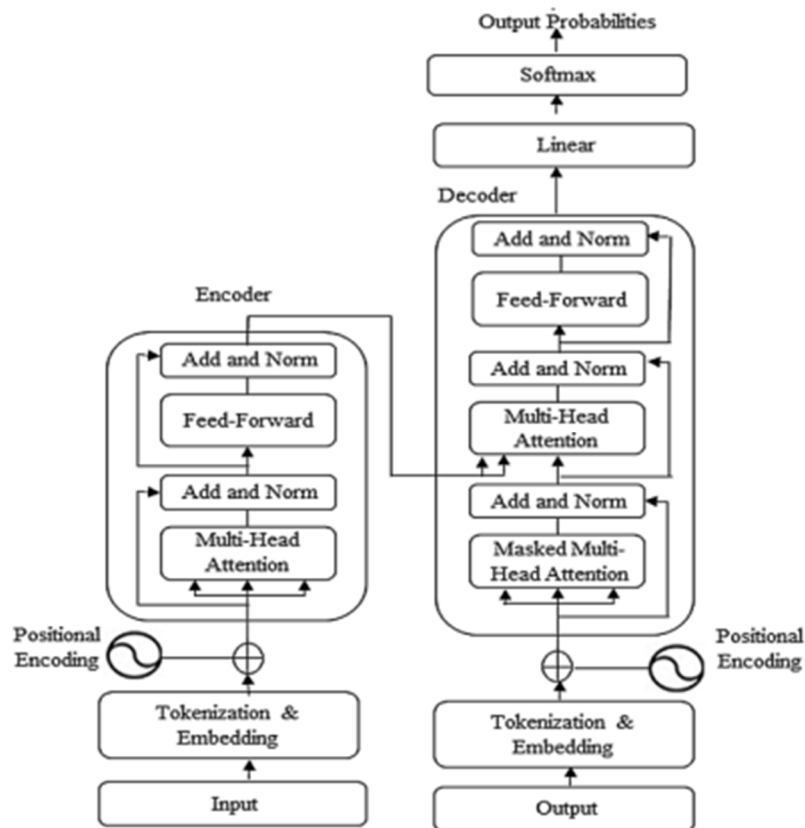 Output Probabilities
Softmax
Linear
Decoder
Add and Norm
Feed-Forward
Add and Norm
Multi-Head
Attention
Add and Norm
Masked Multi-
Head Attention
Positional
Encoding
Tokenization &
Embedding
Output
Encoder
Add and Norm
Feed-Forward
Add and Norm
Multi-Head
Attention
Positional
Encoding
Tokenization &
Embedding
Input